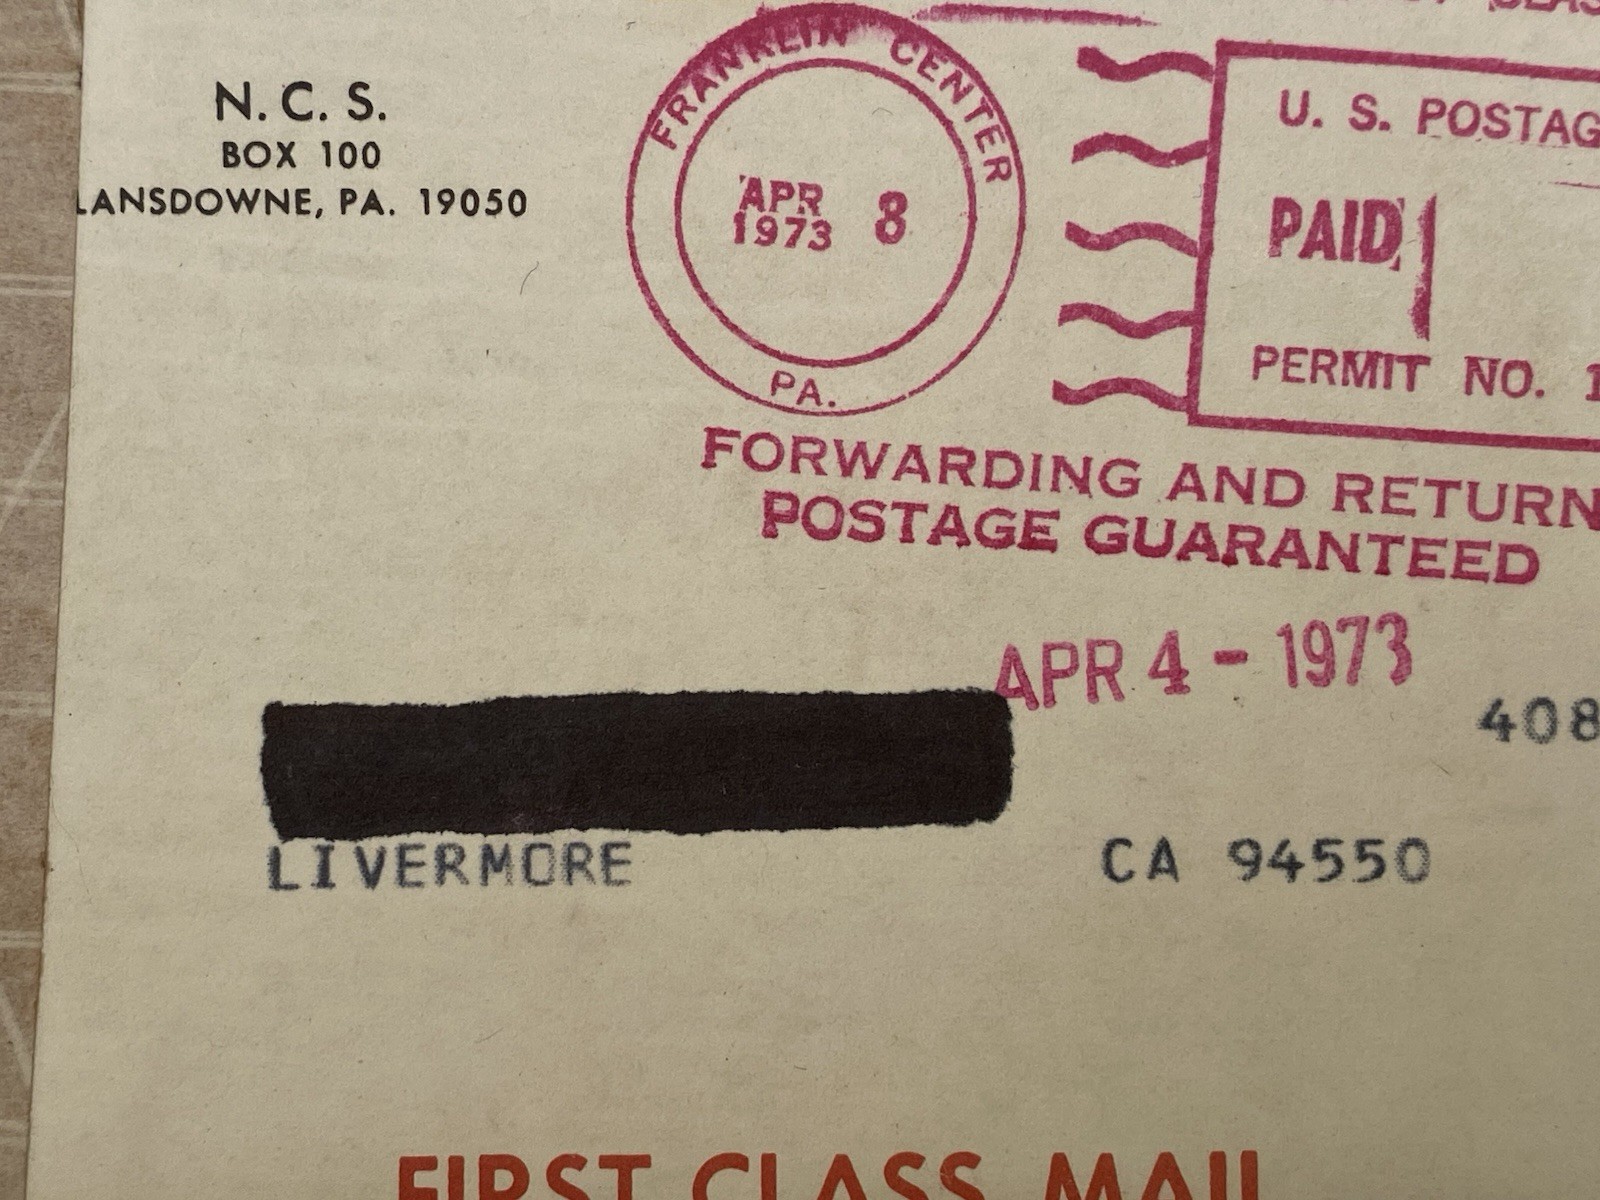 N. C. S.
BOX 100
LANSDOWNE, PA. 19050
FRANKLIN CENTER
APR 8
1973
PA.
U. S. POSTAG
PAID
PERMIT NO. 1
FORWARDING AND RETURN
POSTAGE GUARANTEED
APR 4 - 1973
408
LIVERMORE CA 94550
FIRST CLASS MAIL